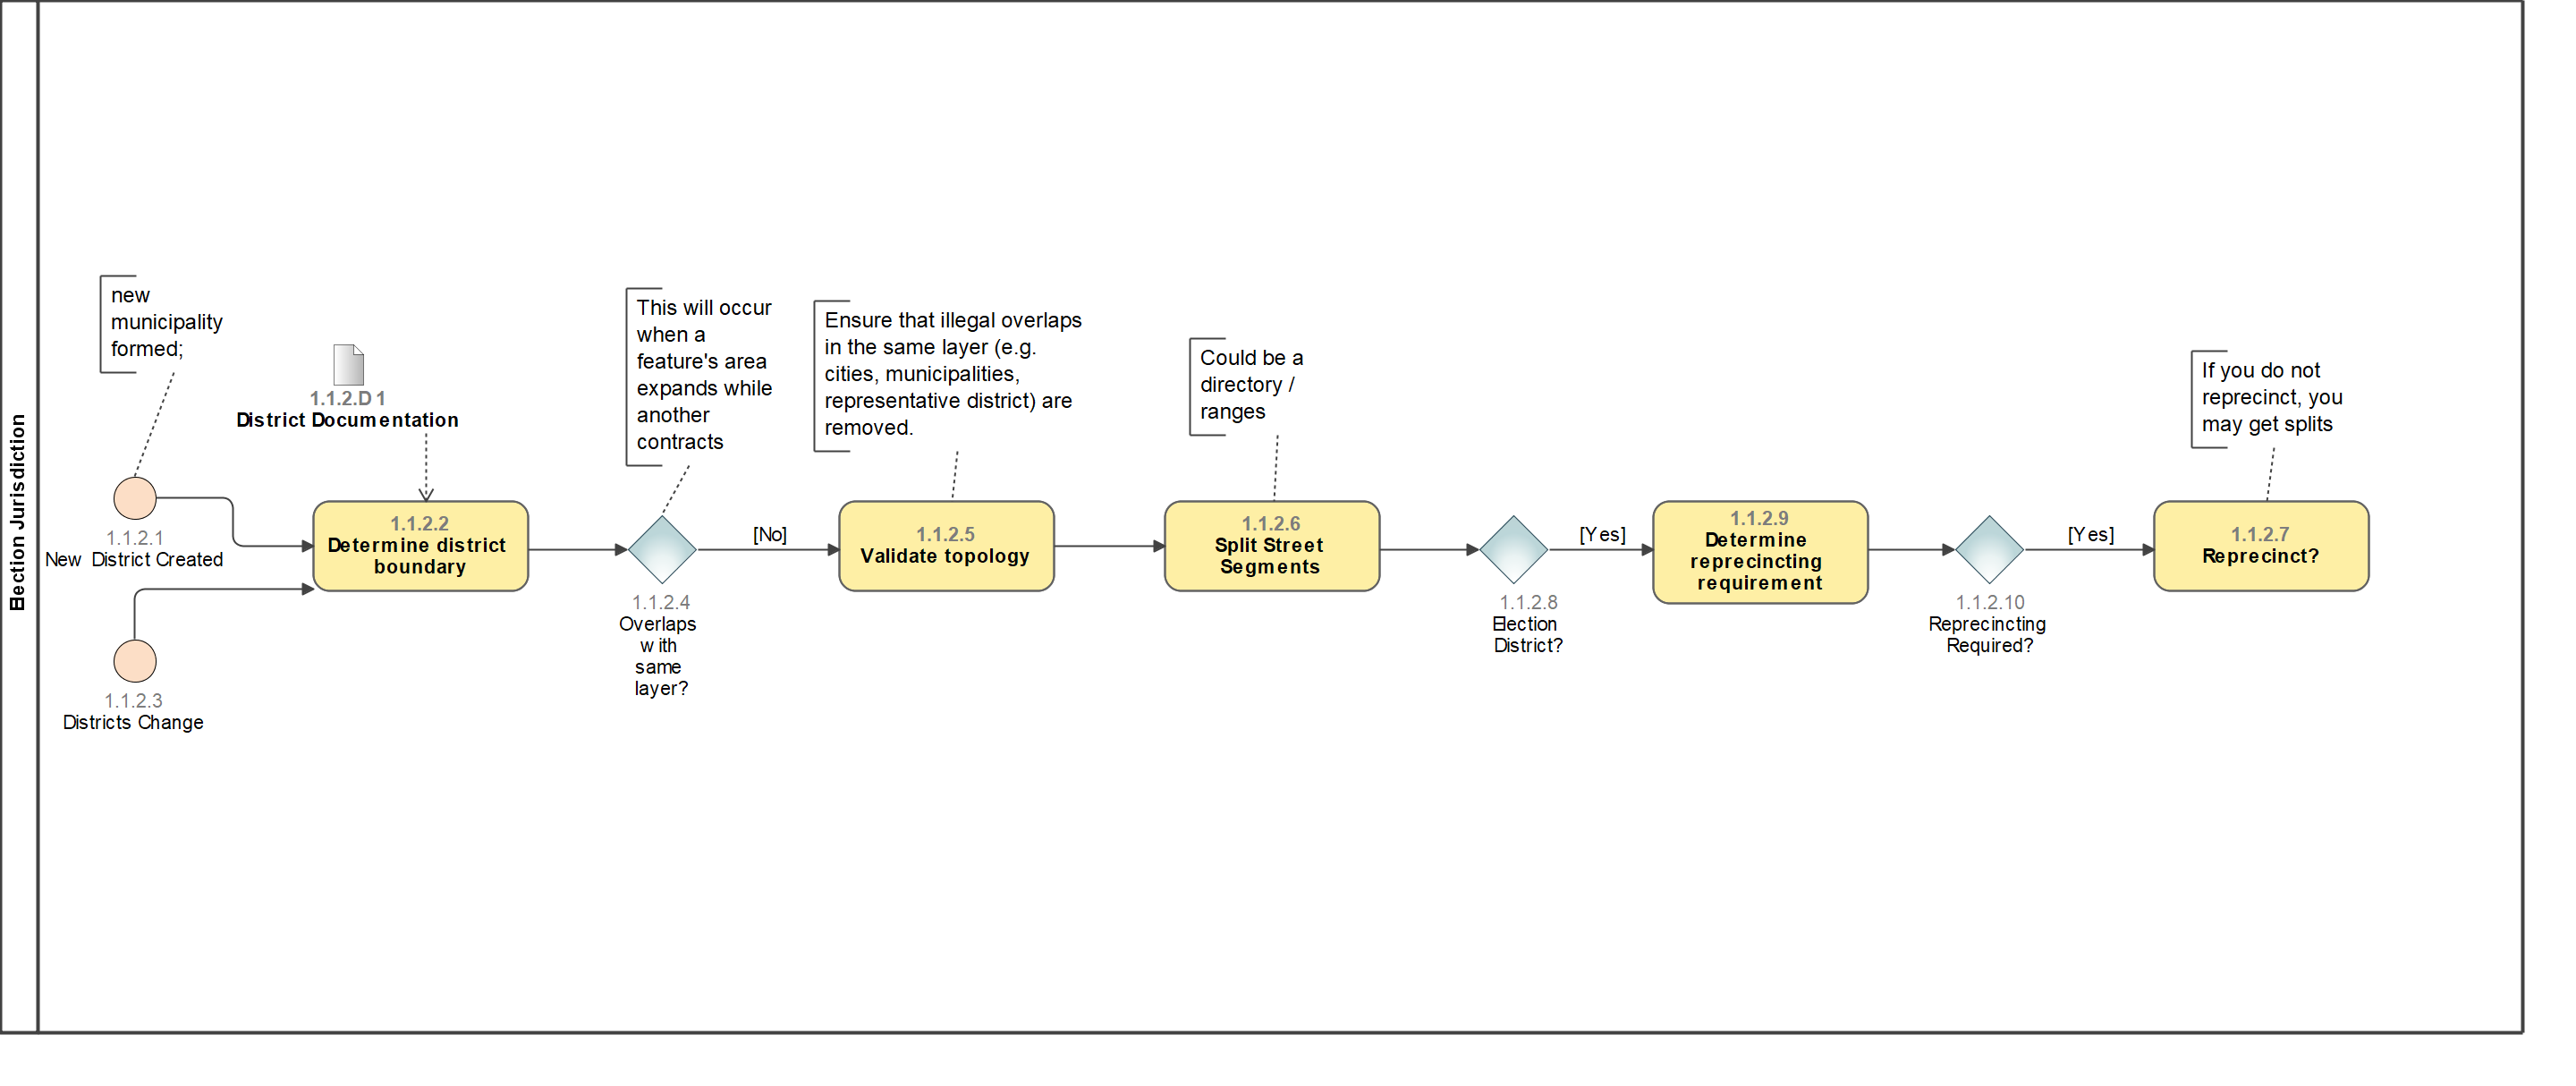 Election Jurisdiction
new
municipality
formed;
1.1.2.D1
District Documentation
1.1.2.1
New District Created
1.1.2.3
Districts Change
1.1.2.2
Determine district
boundary
This will occur
when a
feature's area
expands while
another
contracts
1.1.2.4
Overlaps
with
same
layer?
[No]
Ensure that illegal overlaps
in the same layer (e.g.
cities, municipalities,
representative district) are
removed.
1.1.2.5
Validate topology
Could be a
directory /
ranges
1.1.2.6
Split Street
Segments
1.1.2.8
Election
District?
[Yes]
1.1.2.9
Determine
reprecincting
requirement
1.1.2.10
Reprecincting
Required?
[Yes]
If you do not
reprecinct, you
may get splits
1.1.2.7
Reprecinct?